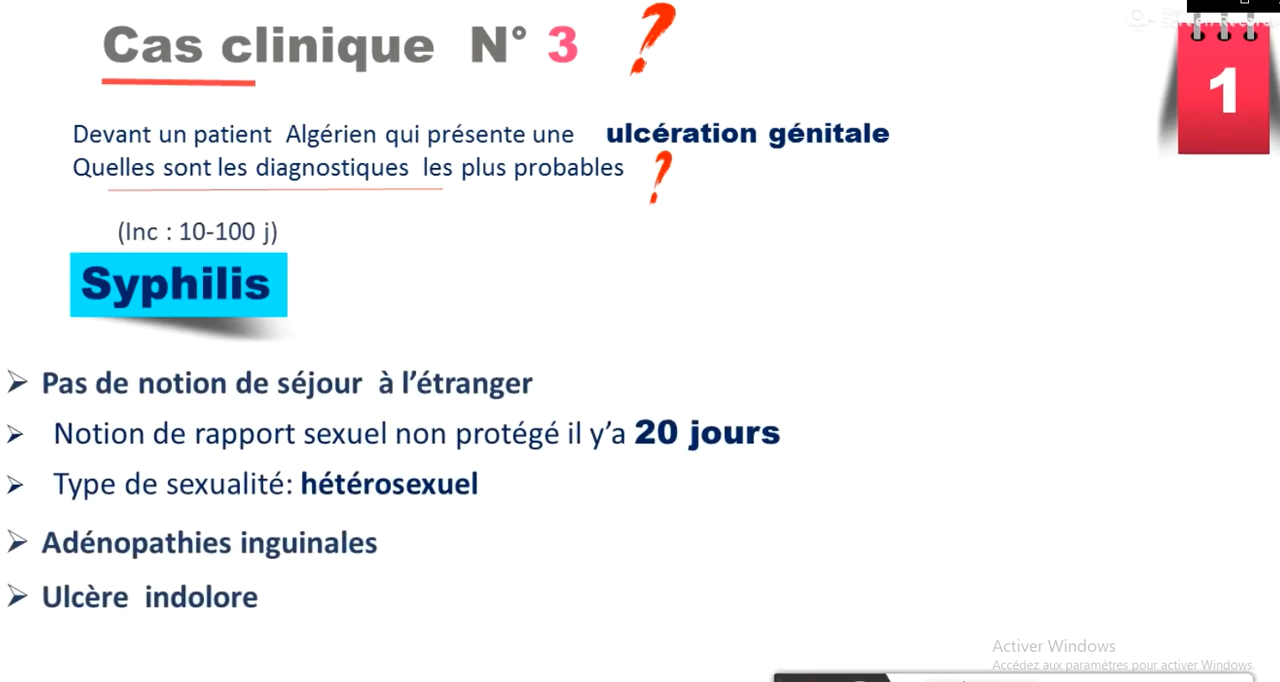 Cas clinique N° 3 ?
1
Devant un patient Algérien qui présente une ulcération génitale
Quelles sont les diagnostiques les plus probables ?
(Inc : 10-100 j)
Syphilis
Pas de notion de séjour à l’étranger
Notion de rapport sexuel non protégé il y’a 20 jours
Type de sexualité: hétérosexuel
Adénopathies inguinales
Ulcère indolore
Activer Windows
Accédez aux paramètres pour activer Windows.